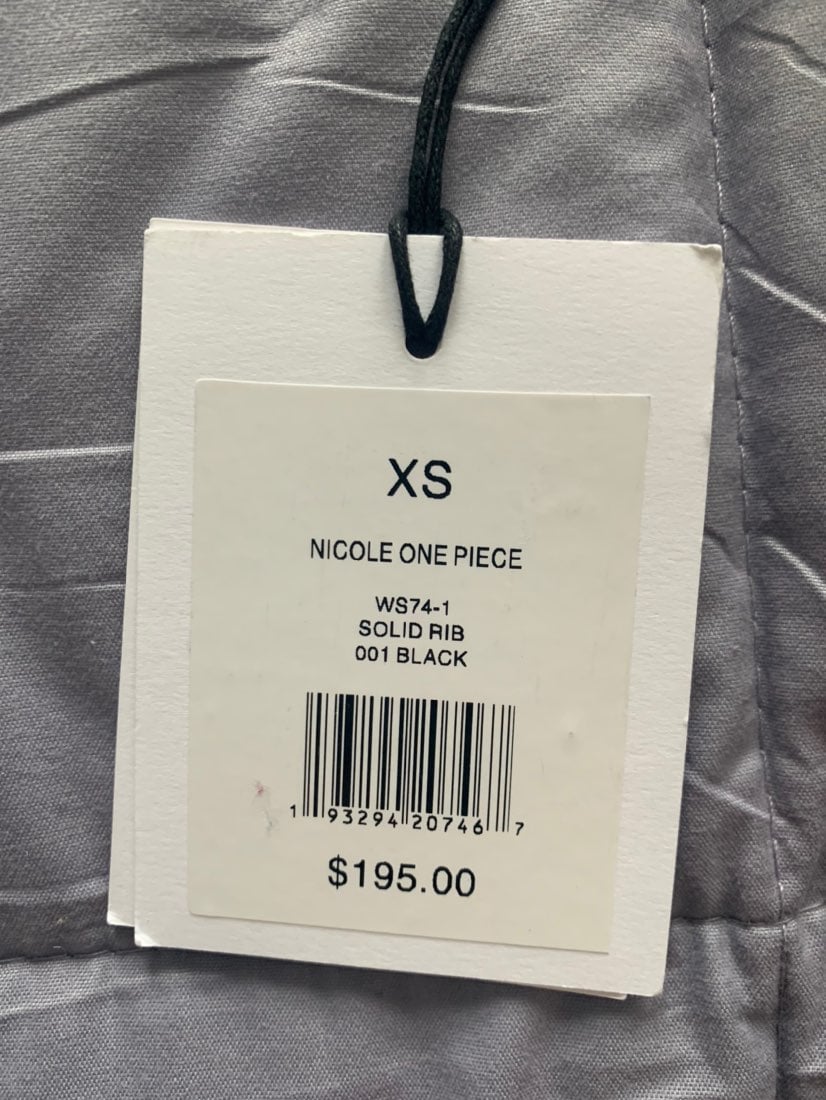 XS
NICOLE ONE PIECE
WS74-1
SOLID RIB
001 BLACK
1 93294 20746 7
$195.00